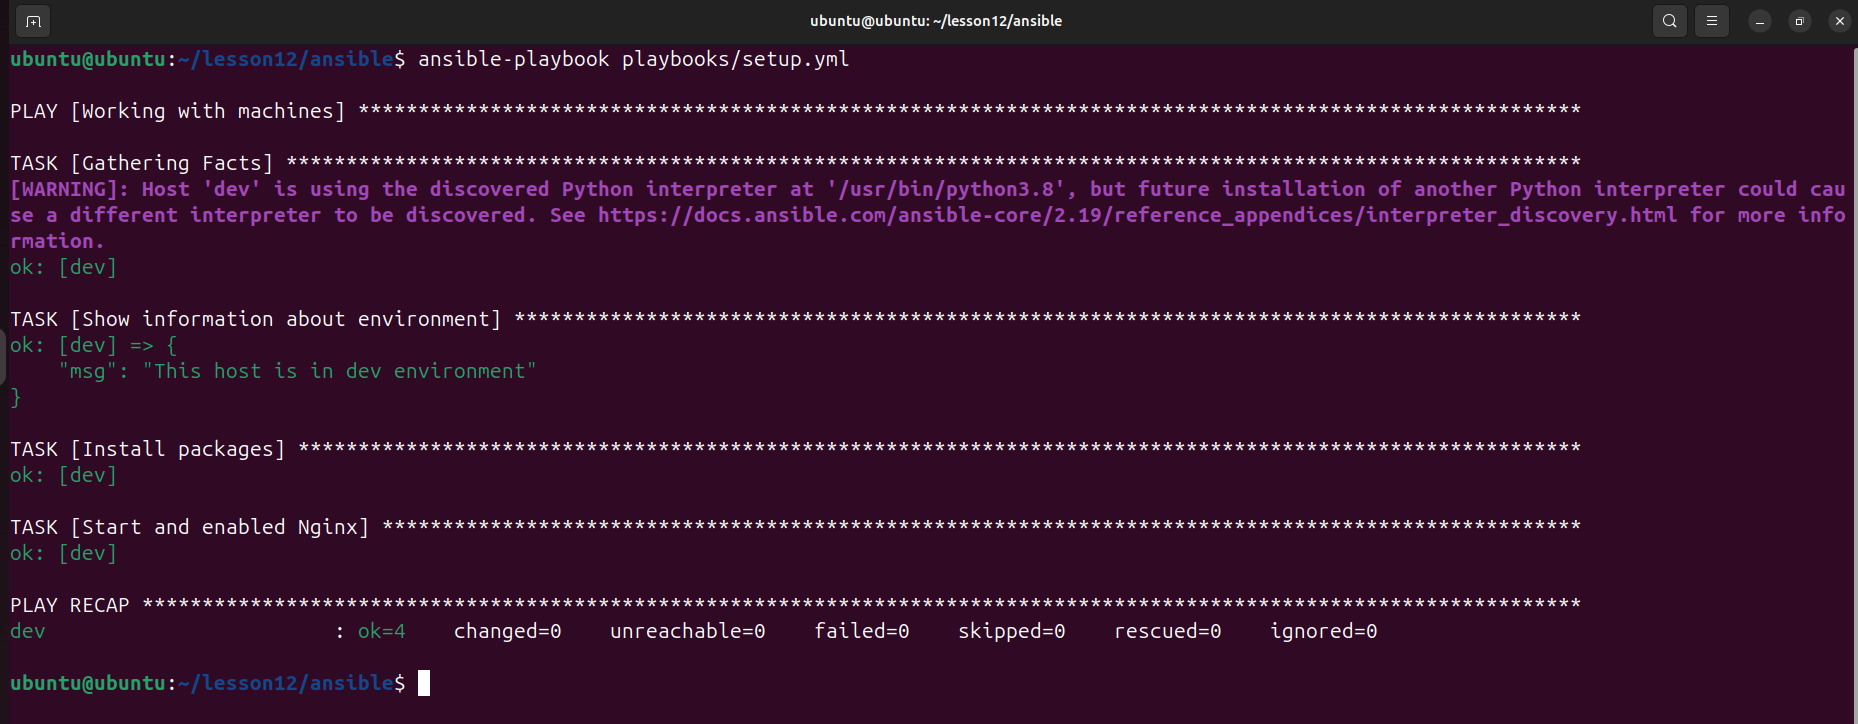 ubuntu@ubuntu: ~/lesson12/ansible
ubuntu@ubuntu:~/lesson12/ansible$ ansible-playbook playbooks/setup.yml
PLAY [Working with machines] ******************************************************************************************************
TASK [Gathering Facts] ************************************************************************************************************
[WARNING]: Host 'dev' is using the discovered Python interpreter at '/usr/bin/python3.8', but future installation of another Python interpreter could cau
se a different interpreter to be discovered. See https://docs.ansible.com/ansible-core/2.19/reference_appendices/interpreter_discovery.html for more info
rmation.
ok: [dev]
TASK [Show information about environment] *****************************************************************************************
ok: [dev] => {
    "msg": "This host is in dev environment"
}
TASK [Install packages] ***********************************************************************************************************
ok: [dev]
TASK [Start and enabled Nginx] ****************************************************************************************************
ok: [dev]
PLAY RECAP ************************************************************************************************************************
dev                        : ok=4    changed=0    unreachable=0    failed=0    skipped=0    rescued=0    ignored=0
ubuntu@ubuntu:~/lesson12/ansible$